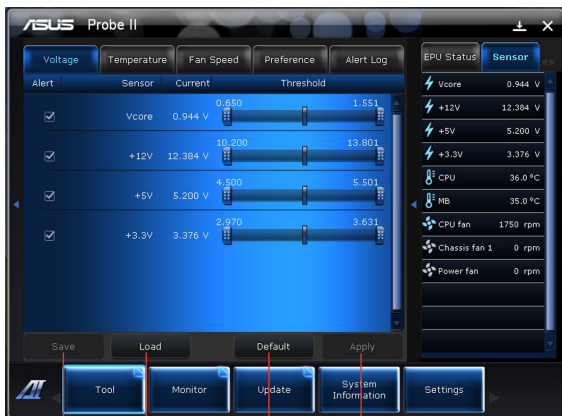 ASUS Probe II
Voltage Temperature Fan Speed Preference Alert Log
Alert Sensor Current Threshold
0.650 1.551
Vcore 0.944 V
10.200 13.801
+12V 12.384 V
4.500 5.501
+5V 5.200 V
2.970 3.631
+3.3V 3.376 V
Save Load Default Apply
EPU Status Sensor
Vcore 0.944 V
+12V 12.384 V
+5V 5.200 V
+3.3V 3.376 V
CPU 36.0 °C
MB 35.0 °C
CPU fan 1750 rpm
Chassis fan 1 0 rpm
Power fan 0 rpm
AI Tool Monitor Update System Information Settings